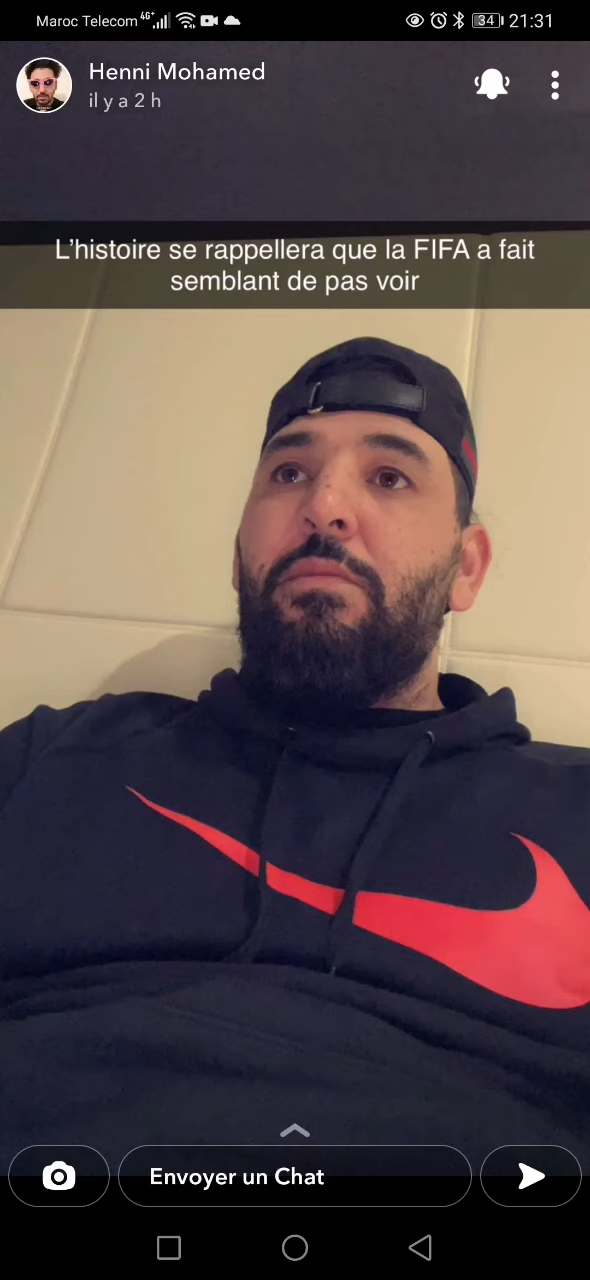 Maroc Telecom 4G+ 34 21:31
Henni Mohamed
il y a 2 h
L'histoire se rappellera que la FIFA a fait
semblant de pas voir
Envoyer un Chat